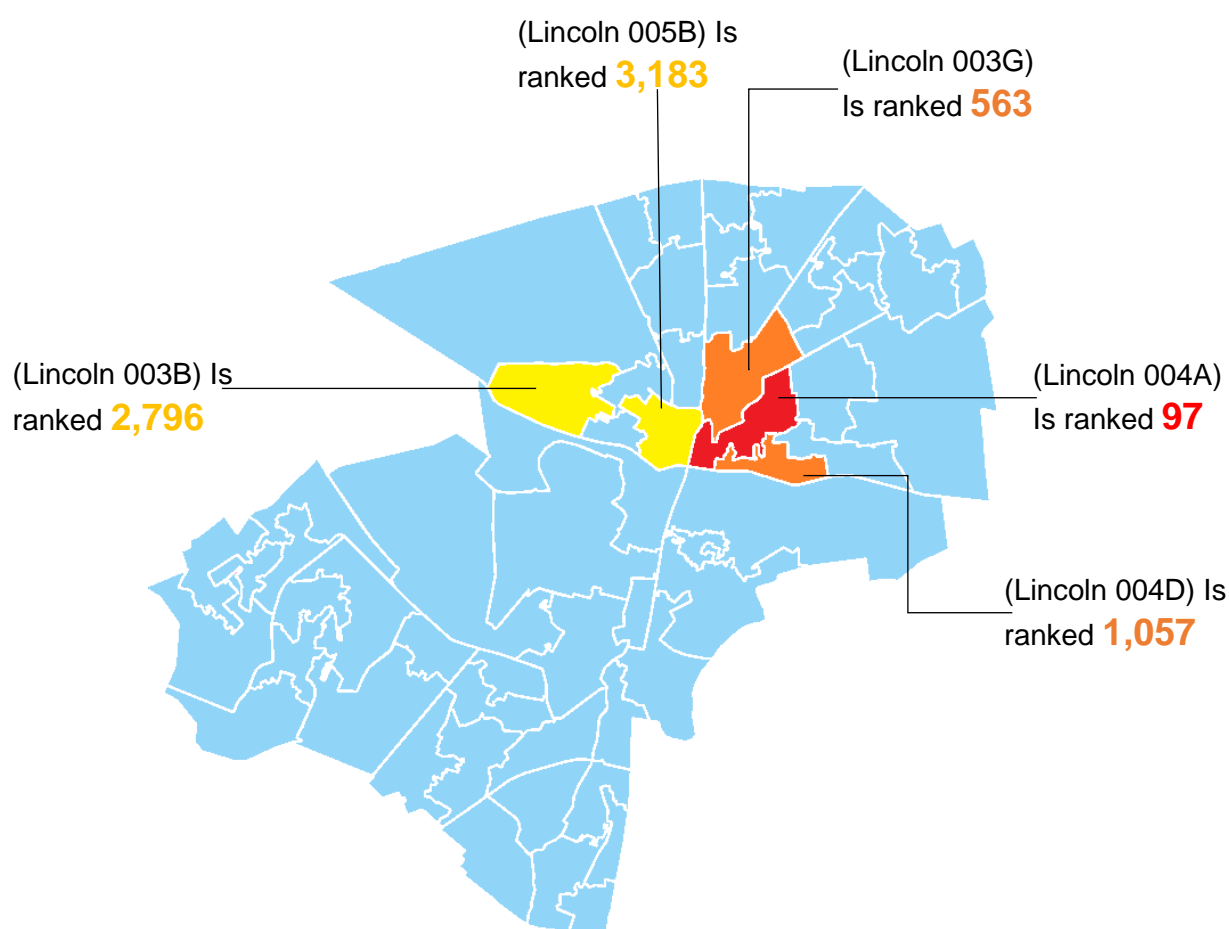 (Lincoln 005B) Is
ranked 3,183
(Lincoln 003G)
Is ranked 563
(Lincoln 003B) Is
ranked 2,796
(Lincoln 004A)
Is ranked 97
(Lincoln 004D) Is
ranked 1,057